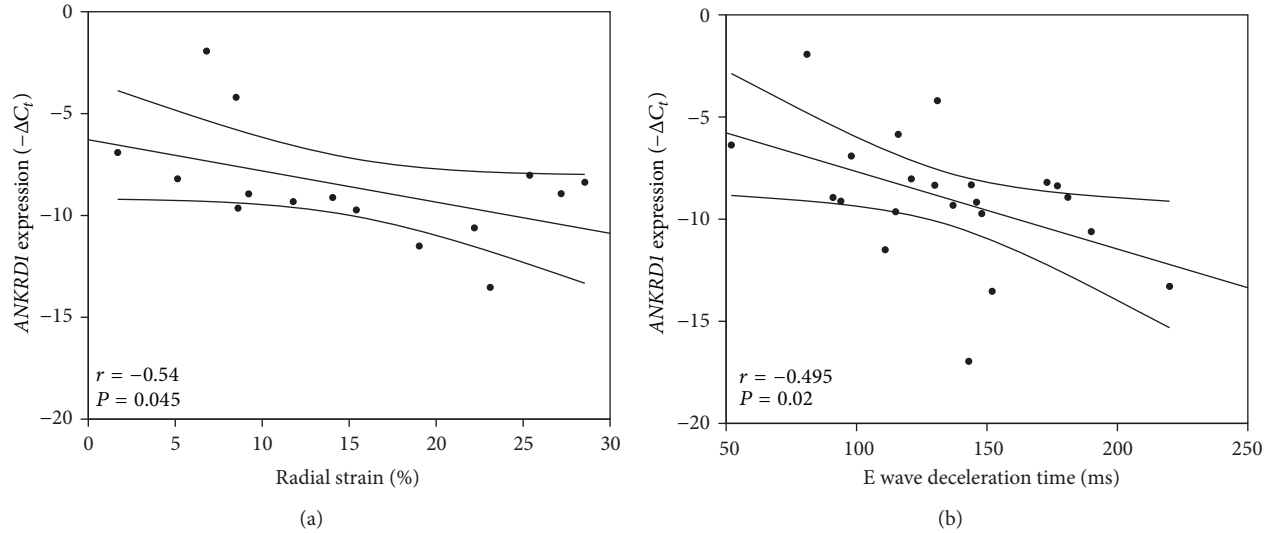 0
−5
−10
−15
−20
ANKRD1 expression (−ΔCt)
r = −0.54
P = 0.045
0 5 10 15 20 25 30
Radial strain (%)
(a)
0
−5
−10
−15
−20
ANKRD1 expression (−ΔCt)
r = −0.495
P = 0.02
50 100 150 200 250
E wave deceleration time (ms)
(b)